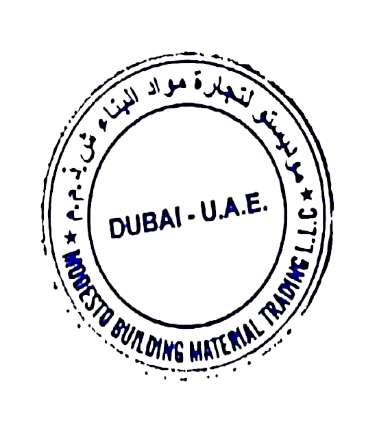 موديستو لتجارة مواد البناء ش.ذ.م.م
DUBAI - U.A.E.
★ MODESTO BUILDING MATERIAL TRADING L.L.C ★